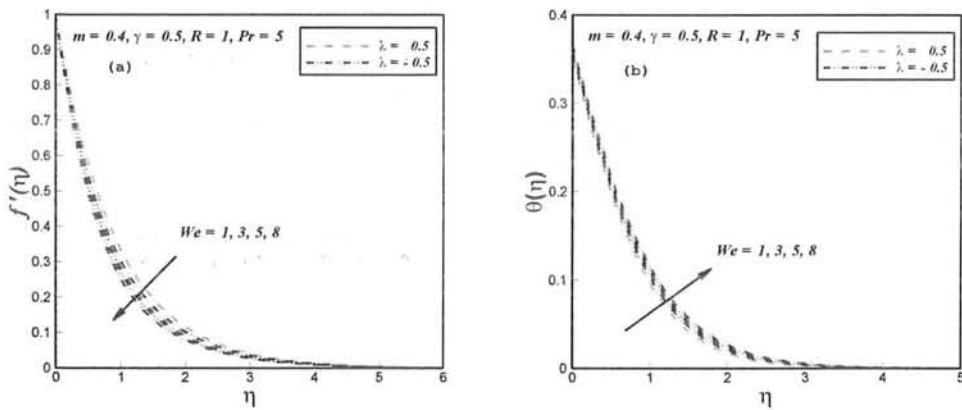 m = 0.4, γ = 0.5, R = 1, Pr = 5
λ = 0.5
λ = - 0.5
(a)
1
0.9
0.8
0.7
0.6
0.5
0.4
0.3
0.2
0.1
0
f'(η)
We = 1, 3, 5, 8
0 1 2 3 4 5 6
η
m = 0.4, γ = 0.5, R = 1, Pr = 5
λ = 0.5
λ = - 0.5
(b)
0.4
0.3
0.2
0.1
0
θ(η)
We = 1, 3, 5, 8
0 1 2 3 4 5
η